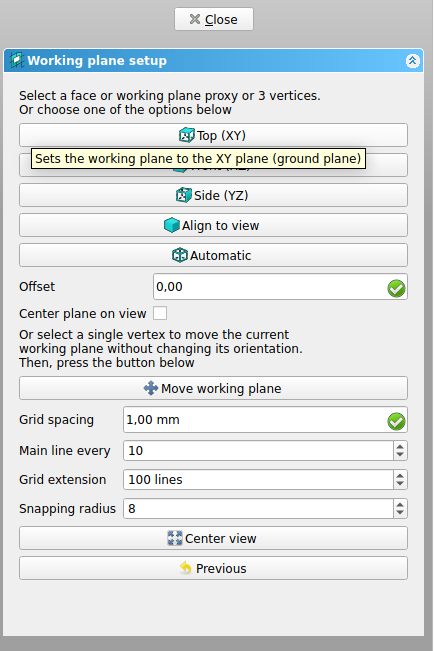 Close
Working plane setup
Select a face or working plane proxy or 3 vertices.
Or choose one of the options below
Top (XY)
Sets the working plane to the XY plane (ground plane)
Side (YZ)
Align to view
Automatic
Offset 0,00
Center plane on view
Or select a single vertex to move the current
working plane without changing its orientation.
Then, press the button below
Move working plane
Grid spacing 1,00 mm
Main line every 10
Grid extension 100 lines
Snapping radius 8
Center view
Previous